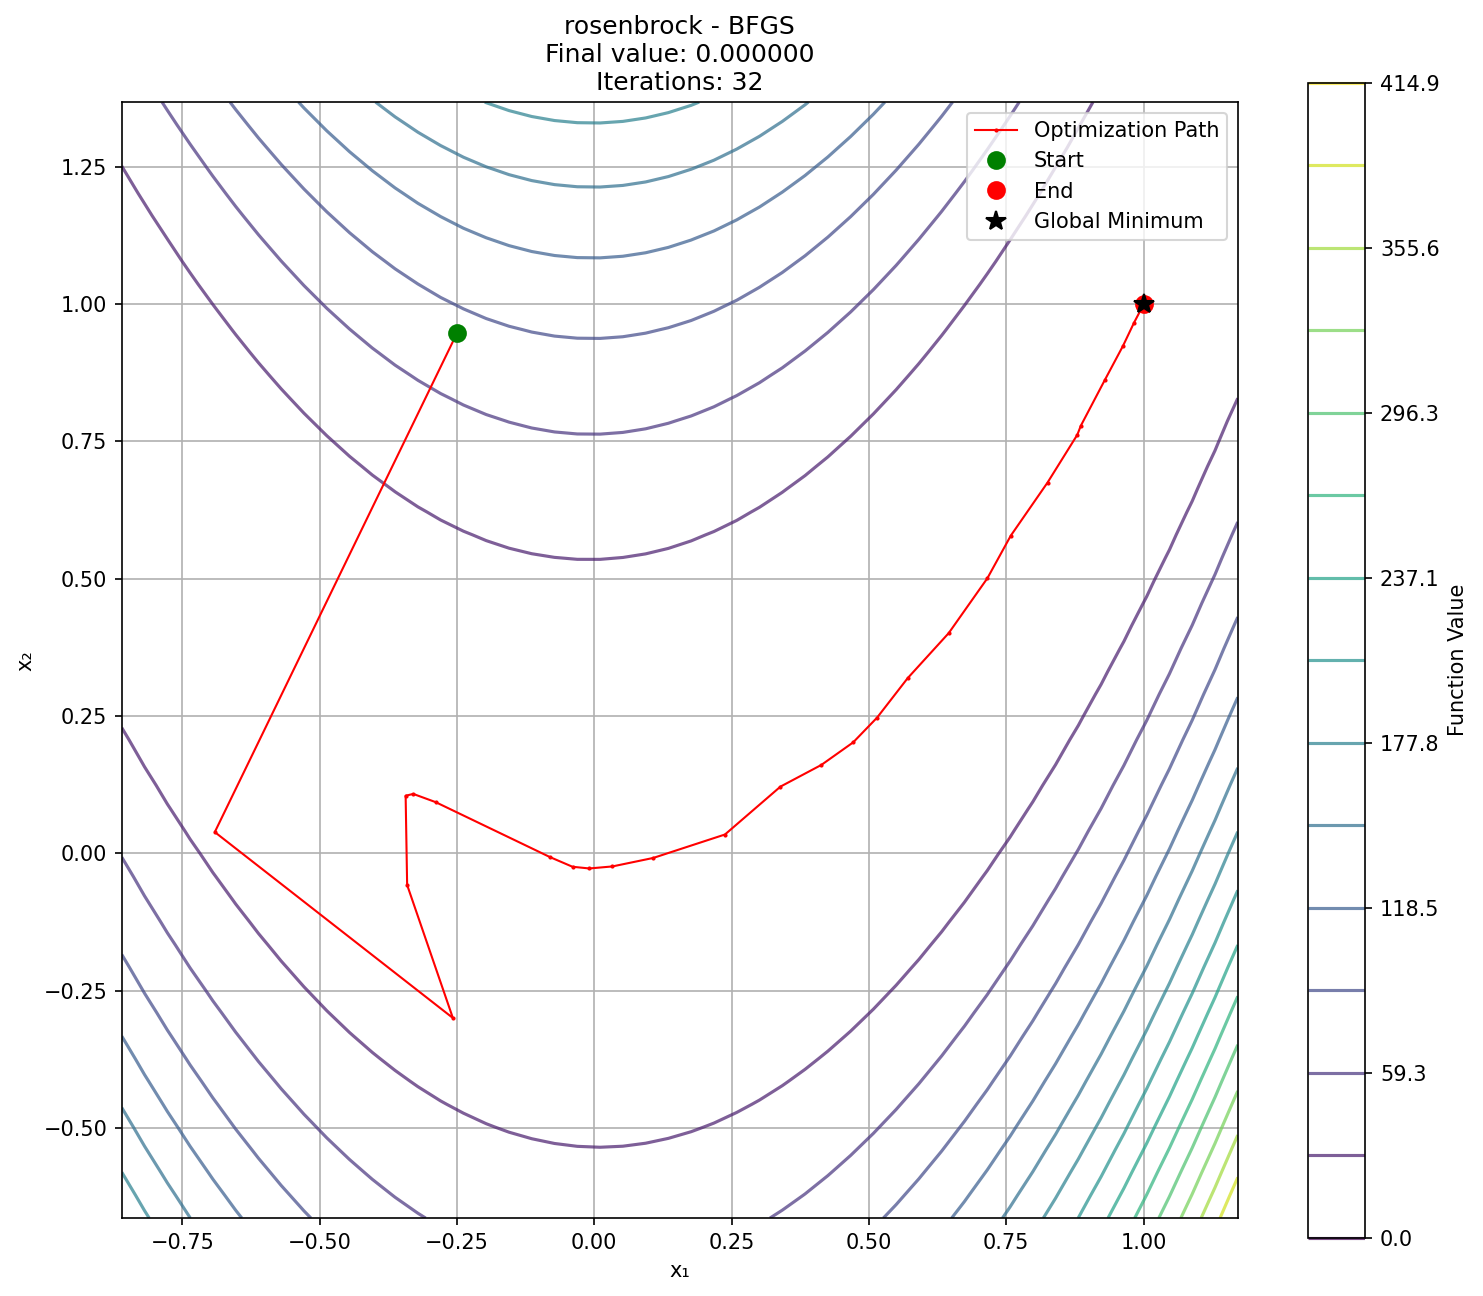 rosenbrock - BFGS
Final value: 0.000000
Iterations: 32
Optimization Path
Start
End
Global Minimum
1.25
1.00
0.75
0.50
0.25
0.00
−0.25
−0.50
x₂
−0.75
−0.50
−0.25
0.00
0.25
0.50
0.75
1.00
x₁
414.9
355.6
296.3
237.1
177.8
118.5
59.3
0.0
Function Value